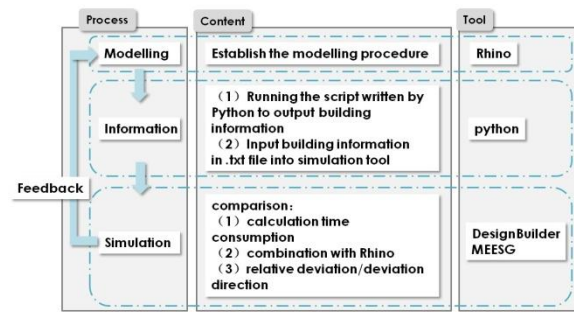 Process
Content
Tool
Modelling
Establish the modelling procedure
Rhino
Information
（1）Running the script written by
Python to output building
information
（2）Input building information
in .txt file into simulation tool
python
Feedback
Simulation
comparison：
（1）calculation time
consumption
（2）combination with Rhino
（3）relative deviation/deviation
direction
DesignBuilder
MEESG